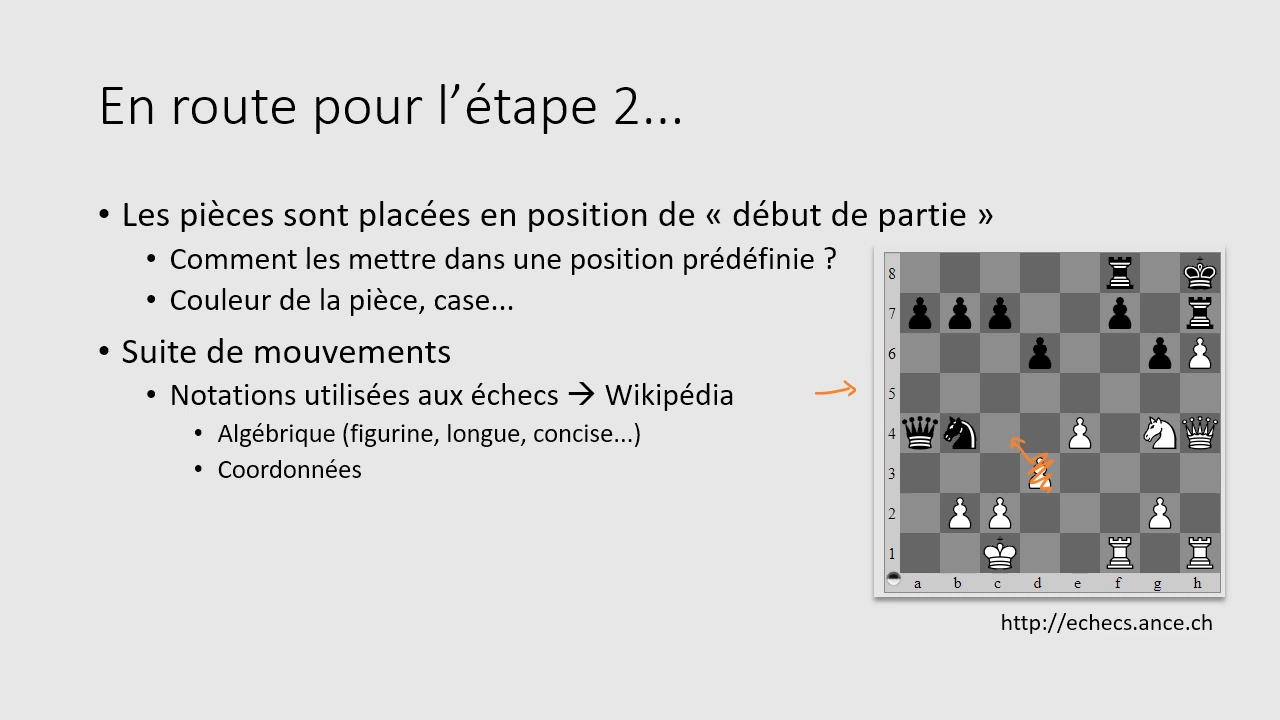 En route pour l’étape 2...
• Les pièces sont placées en position de « début de partie »
• Comment les mettre dans une position prédéfinie ?
• Couleur de la pièce, case...
• Suite de mouvements
• Notations utilisées aux échecs → Wikipédia
• Algébrique (figurine, longue, concise...)
• Coordonnées
8
7
6
5
4
3
2
1
a b c d e f g h
http://echecs.ance.ch